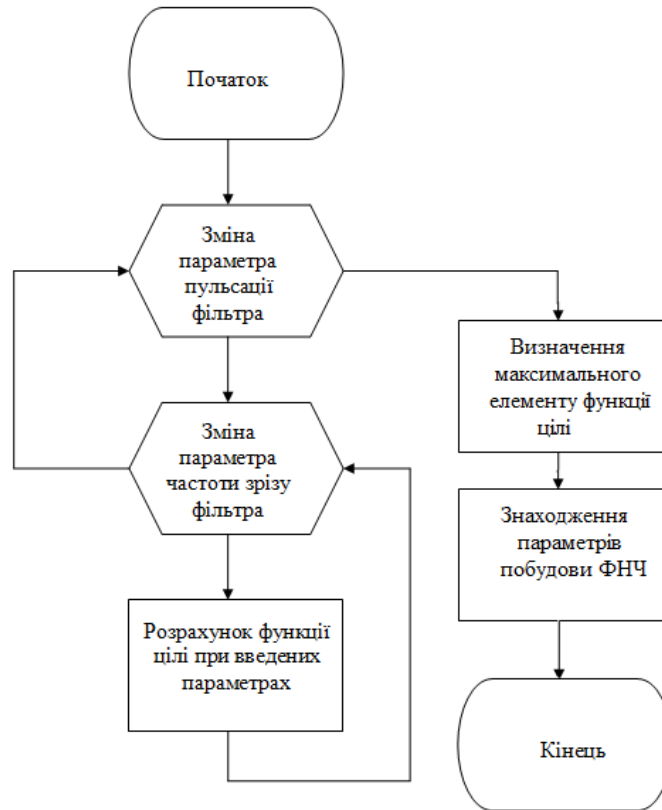 Початок
Зміна
параметра
пульсації
фільтра
Зміна
параметра
частоти зрізу
фільтра
Розрахунок функції
цілі при введених
параметрах
Визначення
максимального
елементу функції
цілі
Знаходження
параметрів
побудови ФНЧ
Кінець